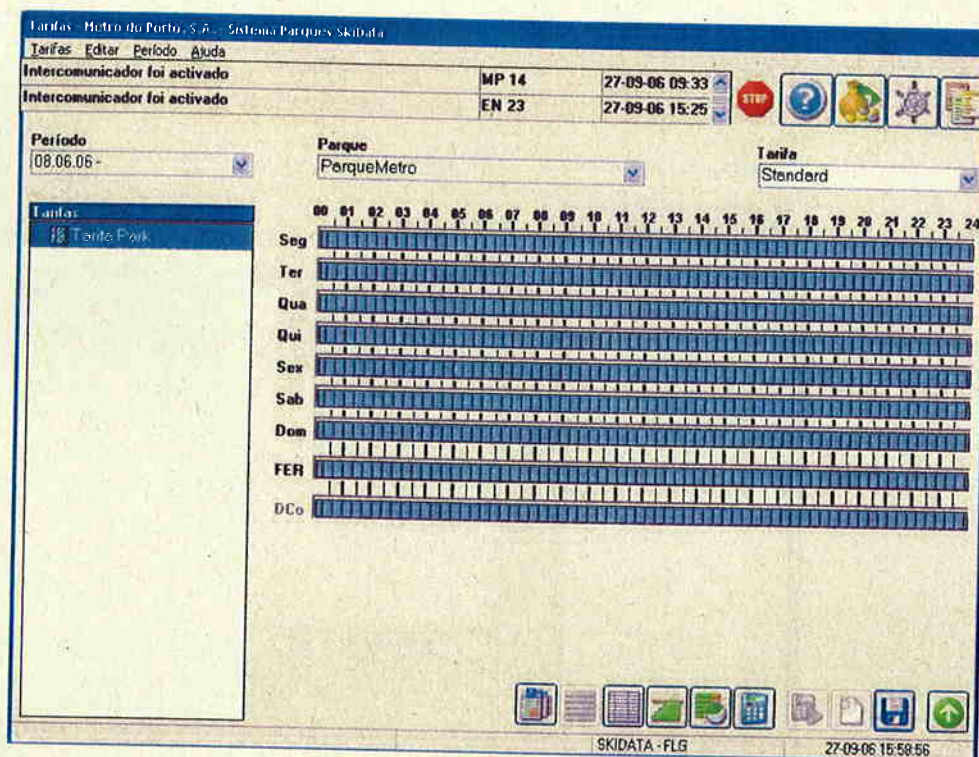 Tarifas - Metro do Porto, S.A. - Sistema Parques SkiData
Tarifas Editar Período Ajuda
Intercomunicador foi activado MP 14 27-09-06 09:33
Intercomunicador foi activado EN 23 27-09-06 15:25
STOP
Período Parque Tarifa
08.06.06 - ParqueMetro Standard
Tarifas
Tarifa Park
00 01 02 03 04 05 06 07 08 09 10 11 12 13 14 15 16 17 18 19 20 21 22 23 24
Seg
Ter
Qua
Qui
Sex
Sab
Dom
FER
DCo
SKIDATA - FLG 27-09-06 15:58:56